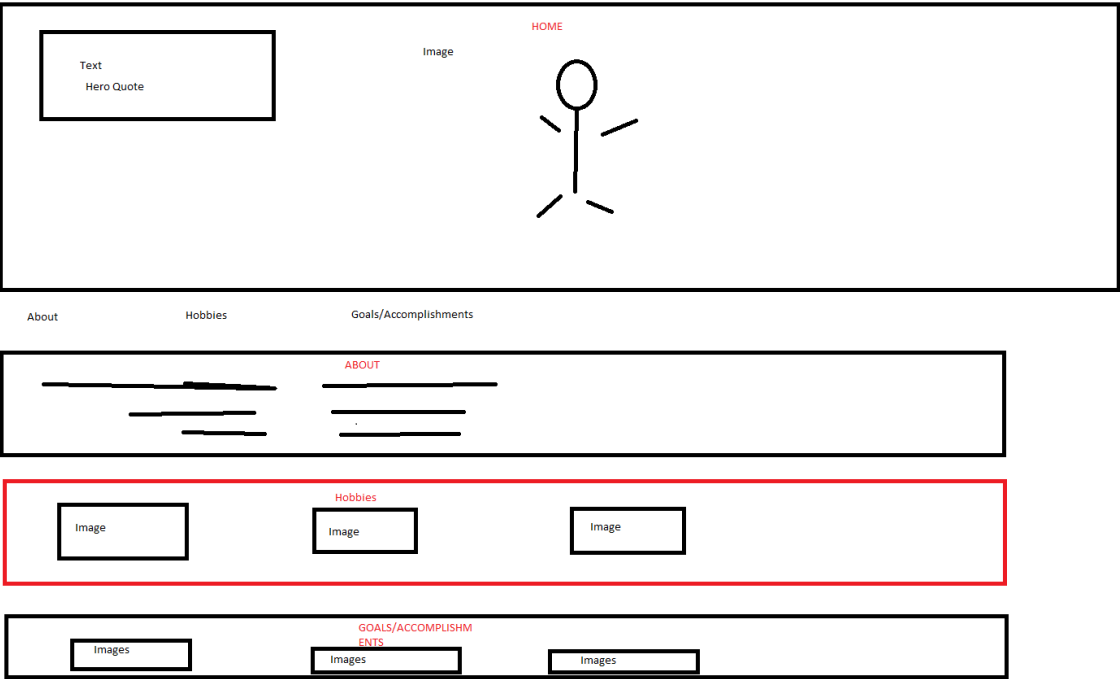 HOME
Image
Text
Hero Quote
About
Hobbies
Goals/Accomplishments
ABOUT
Hobbies
Image
Image
Image
GOALS/ACCOMPLISHM
ENTS
Images
Images
Images